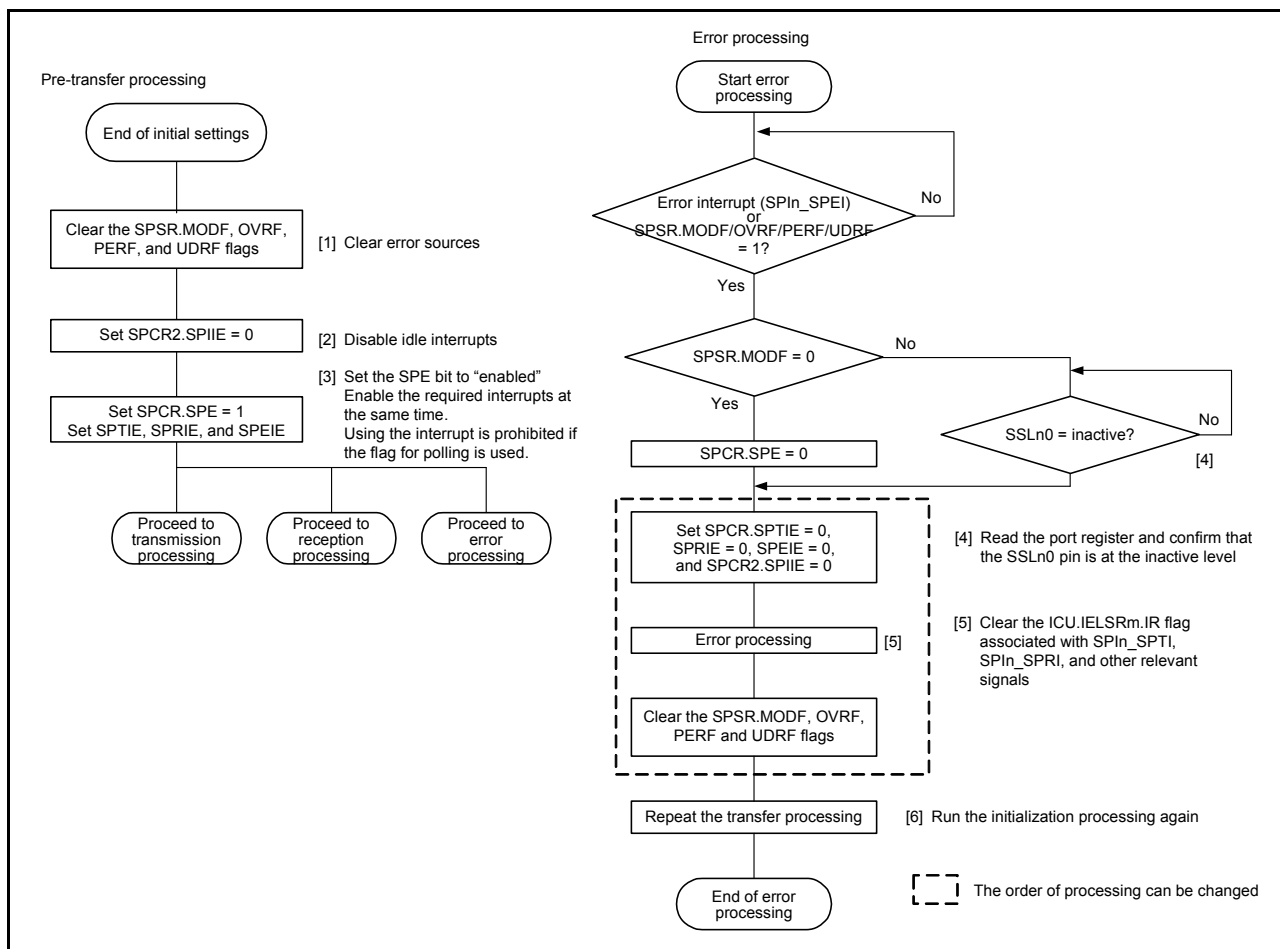 Pre-transfer processing
End of initial settings
Clear the SPSR.MODF, OVRF,
PERF, and UDRF flags
[1] Clear error sources
Set SPCR2.SPIIE = 0
[2] Disable idle interrupts
[3] Set the SPE bit to “enabled”
Enable the required interrupts at
the same time.
Using the interrupt is prohibited if
the flag for polling is used.
Set SPCR.SPE = 1
Set SPTIE, SPRIE, and SPEIE
Proceed to
transmission
processing
Proceed to
reception
processing
Proceed to
error
processing
Error processing
Start error
processing
Error interrupt (SPIn_SPEI)
or
SPSR.MODF/OVRF/PERF/UDRF
= 1?
No
Yes
SPSR.MODF = 0
No
Yes
SSLn0 = inactive?
No
[4]
SPCR.SPE = 0
Set SPCR.SPTIE = 0,
SPRIE = 0, SPEIE = 0,
and SPCR2.SPIIE = 0
[4] Read the port register and confirm that
the SSLn0 pin is at the inactive level
Error processing
[5]
[5] Clear the ICU.IELSRm.IR flag
associated with SPIn_SPTI,
SPIn_SPRI, and other relevant
signals
Clear the SPSR.MODF, OVRF,
PERF and UDRF flags
Repeat the transfer processing
[6] Run the initialization processing again
End of error
processing
The order of processing can be changed